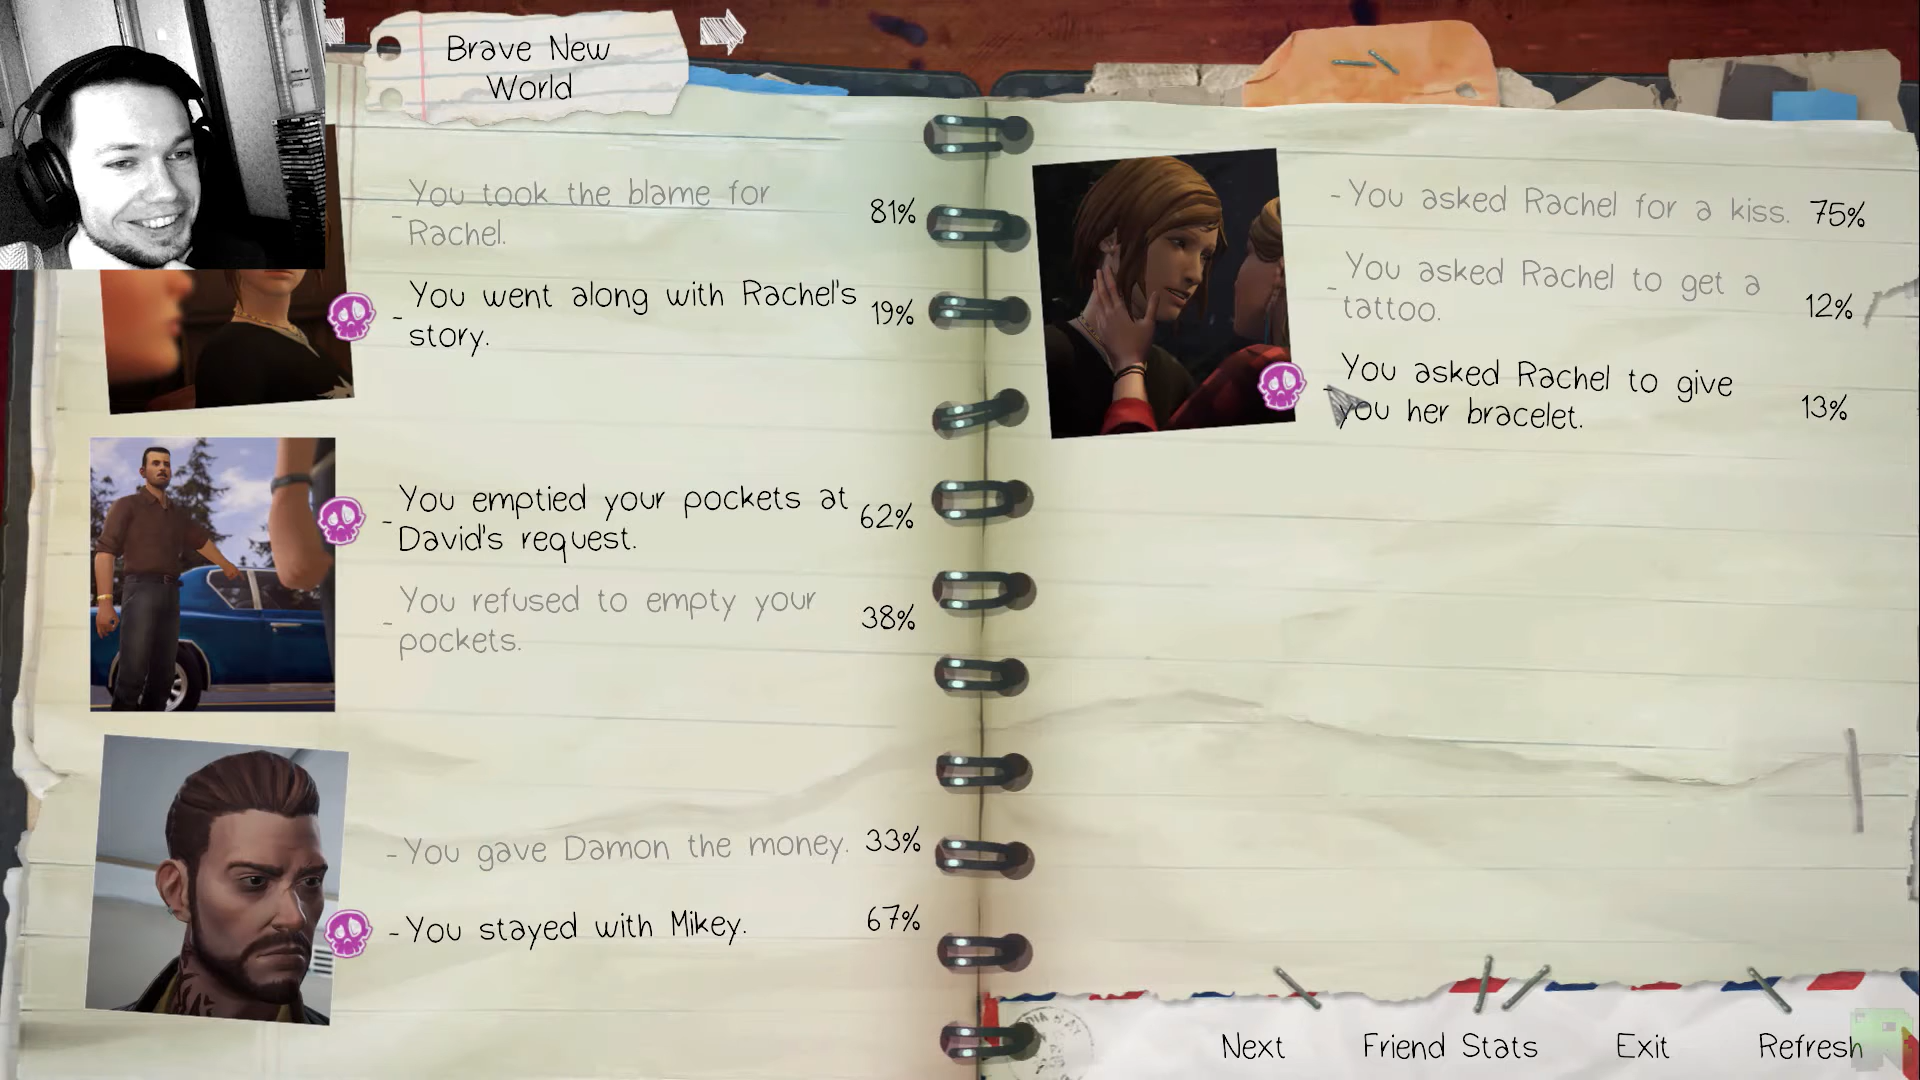 Brave New
World
- You took the blame for
Rachel.
81%
- You went along with Rachel's
story.
19%
- You emptied your pockets at
David's request.
62%
- You refused to empty your
pockets.
38%
- You gave Damon the money. 33%
- You stayed with Mikey. 67%
- You asked Rachel for a kiss. 75%
- You asked Rachel to get a
tattoo.
12%
- You asked Rachel to give
you her bracelet.
13%
Next Friend Stats Exit Refresh